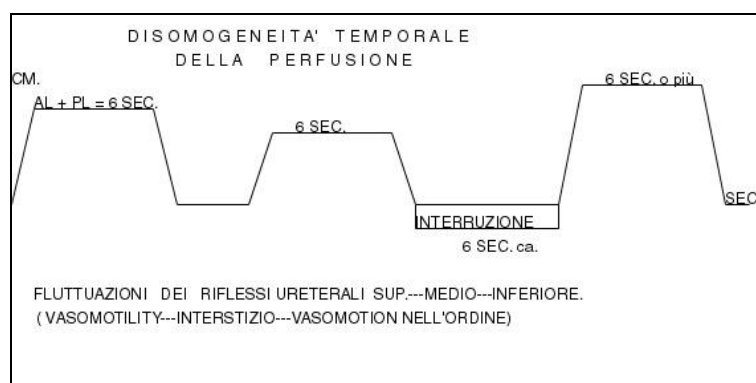 DISOMOGENEITA' TEMPORALE
DELLA PERFUSIONE
CM.
6 SEC. o più
AL + PL = 6 SEC.
6 SEC.
SEC
INTERRUZIONE
6 SEC. ca.
FLUTTUAZIONI DEI RIFLESSI URETERALI SUP.---MEDIO---INFERIORE.
( VASOMOTILITY---INTERSTIZIO---VASOMOTION NELL'ORDINE)